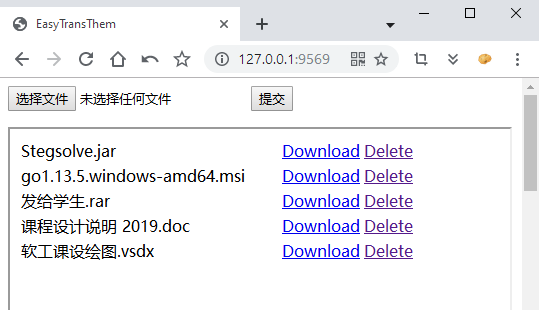 EasyTransThem
127.0.0.1:9569
选择文件 未选择任何文件 提交
Stegsolve.jar Download Delete
go1.13.5.windows-amd64.msi Download Delete
发给学生.rar Download Delete
课程设计说明 2019.doc Download Delete
软工课设绘图.vsdx Download Delete